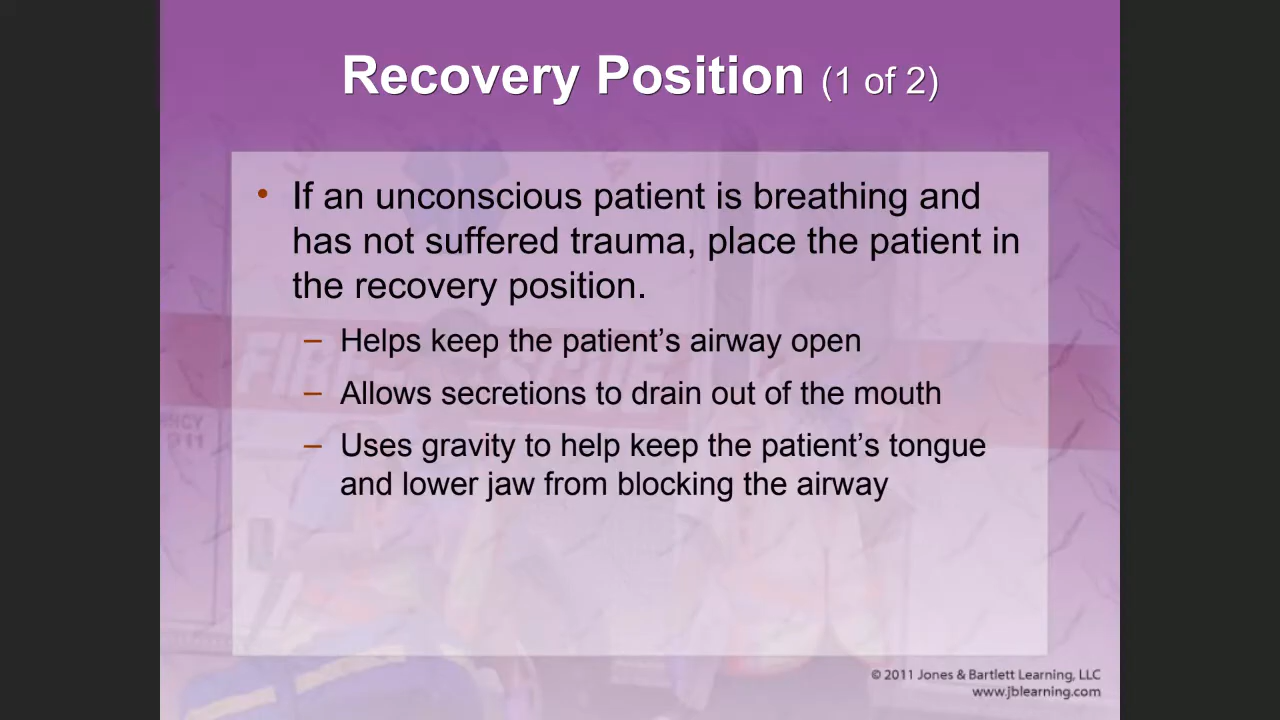 Recovery Position (1 of 2)
• If an unconscious patient is breathing and
has not suffered trauma, place the patient in
the recovery position.
– Helps keep the patient’s airway open
– Allows secretions to drain out of the mouth
– Uses gravity to help keep the patient’s tongue
and lower jaw from blocking the airway
FIRE RESCUE
911
© 2011 Jones & Bartlett Learning, LLC
www.jblearning.com